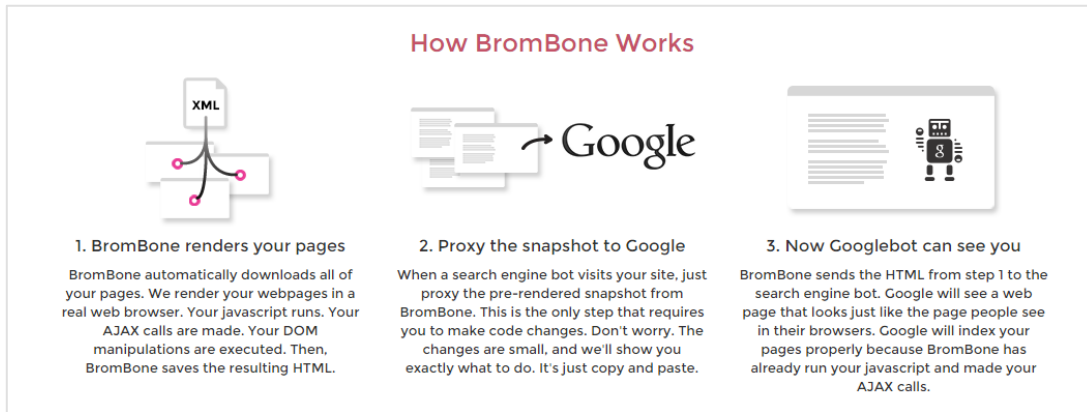 How BromBone Works
XML
Google
g
1. BromBone renders your pages
BromBone automatically downloads all of
your pages. We render your webpages in a
real web browser. Your javascript runs. Your
AJAX calls are made. Your DOM
manipulations are executed. Then,
BromBone saves the resulting HTML.
2. Proxy the snapshot to Google
When a search engine bot visits your site, just
proxy the pre-rendered snapshot from
BromBone. This is the only step that requires
you to make code changes. Don't worry. The
changes are small, and we'll show you
exactly what to do. It's just copy and paste.
3. Now Googlebot can see you
BromBone sends the HTML from step 1 to the
search engine bot. Google will see a web
page that looks just like the page people see
in their browsers. Google will index your
pages properly because BromBone has
already run your javascript and made your
AJAX calls.